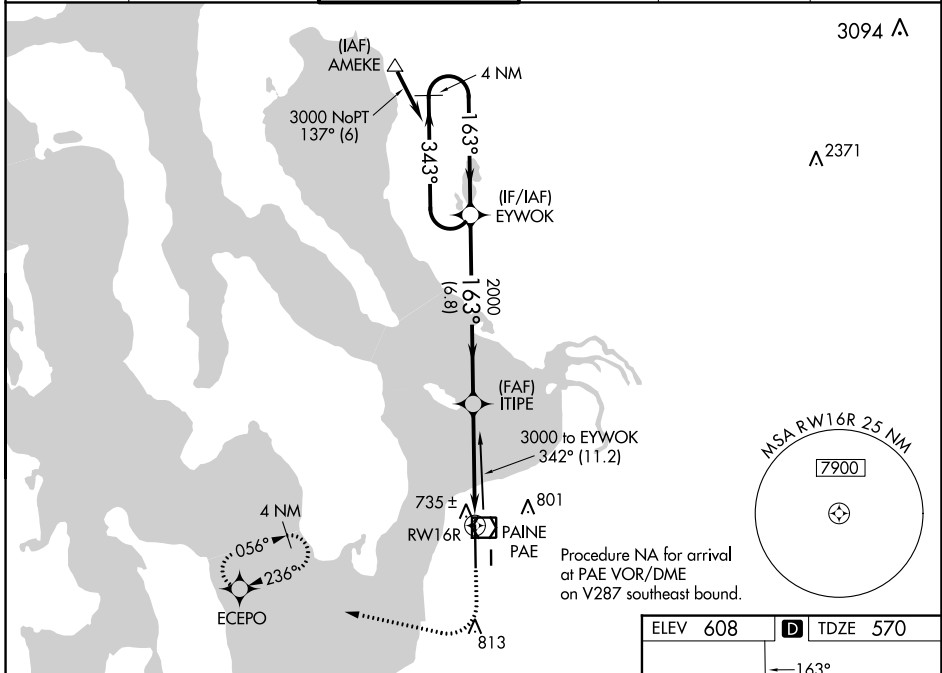 3094
(IAF)
AMEKE
4 NM
3000 NoPT
137° (6)
163°
343°
2371
(IF/IAF)
EYWOK
2000
163°
(6.8)
(FAF)
ITIPE
3000 to EYWOK
342° (11.2)
MSA RW16R 25 NM
7900
735 ±
801
RW16R
PAINE
PAE
4 NM
056°
236°
ECEPO
Procedure NA for arrival
at PAE VOR/DME
on V287 southeast bound.
813
ELEV 608 D TDZE 570
163°